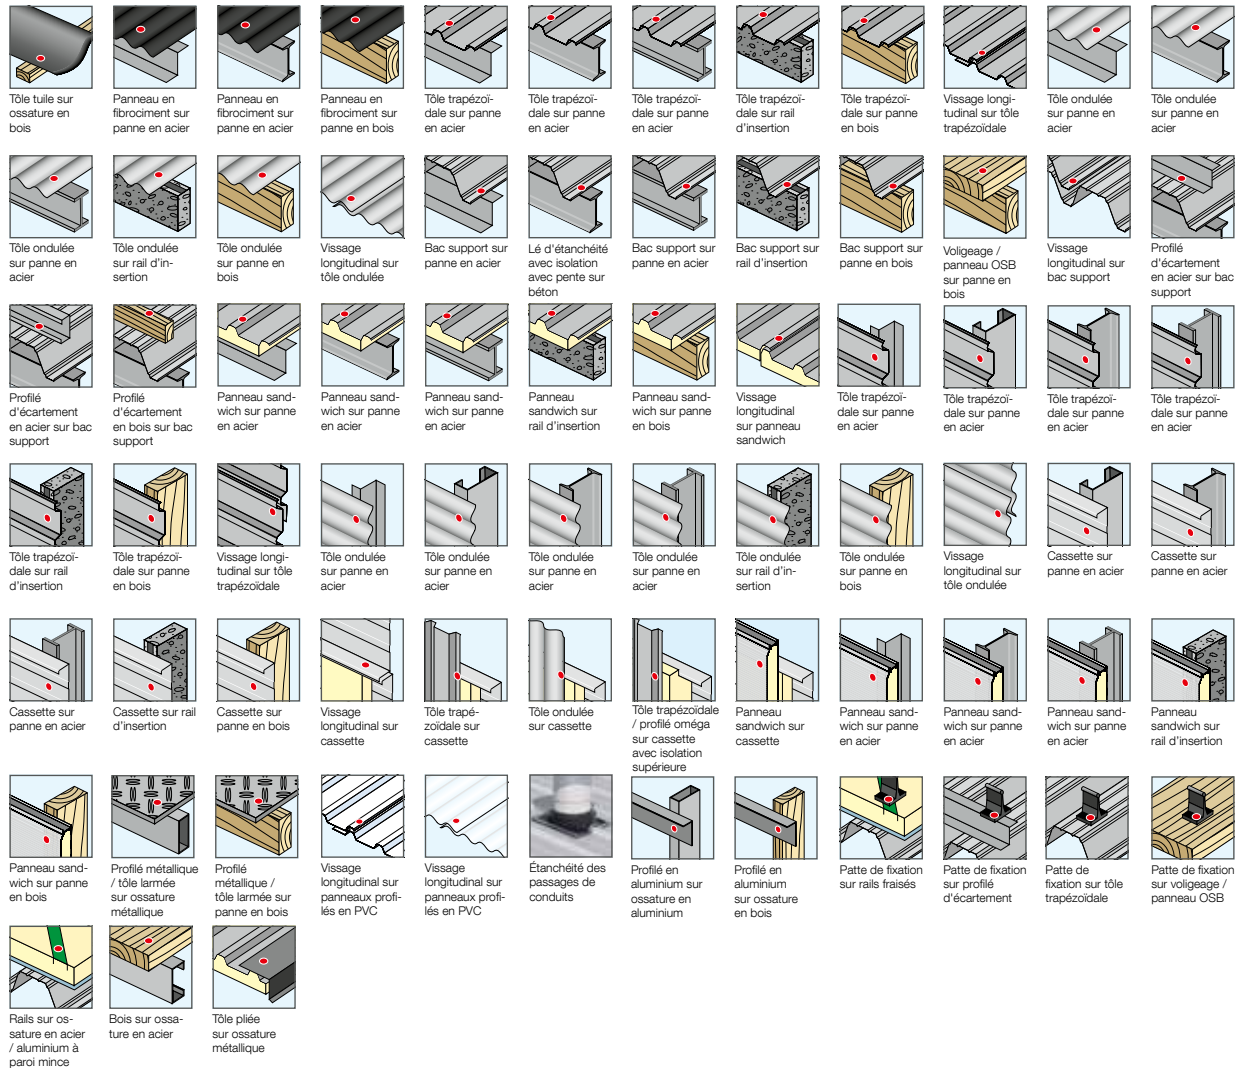 Tôle tuile sur
ossature en
bois
Panneau en
fibrociment sur
panne en acier
Panneau en
fibrociment sur
panne en acier
Panneau en
fibrociment sur
panne en bois
Tôle trapézoï-
dale sur panne
en acier
Tôle trapézoï-
dale sur panne
en acier
Tôle trapézoï-
dale sur panne
en acier
Tôle trapézoï-
dale sur rail
d'insertion
Tôle trapézoï-
dale sur panne
en bois
Vissage longi-
tudinal sur tôle
trapézoïdale
Tôle ondulée
sur panne en
acier
Tôle ondulée
sur panne en
acier
Tôle ondulée
sur panne en
acier
Tôle ondulée
sur rail d'in-
sertion
Tôle ondulée
sur panne en
bois
Vissage
longitudinal sur
tôle ondulée
Bac support sur
panne en acier
Lé d'étanchéité
avec isolation
avec pente sur
béton
Bac support sur
panne en acier
Bac support sur
rail d'insertion
Bac support sur
panne en bois
Voligeage /
panneau OSB
sur panne en
bois
Vissage
longitudinal sur
bac support
Profilé
d'écartement
en acier sur bac
support
Profilé
d'écartement
en acier sur bac
support
Profilé
d'écartement
en bois sur bac
support
Panneau sand-
wich sur panne
en acier
Panneau sand-
wich sur panne
en acier
Panneau sand-
wich sur panne
en acier
Panneau
sandwich sur
rail d'insertion
Panneau sand-
wich sur panne
en bois
Vissage
longitudinal
sur panneau
sandwich
Tôle trapézoï-
dale sur panne
en acier
Tôle trapézoï-
dale sur panne
en acier
Tôle trapézoï-
dale sur panne
en acier
Tôle trapézoï-
dale sur panne
en acier
Tôle trapézoï-
dale sur rail
d'insertion
Tôle trapézoï-
dale sur panne
en bois
Vissage longi-
tudinal sur tôle
trapézoïdale
Tôle ondulée
sur panne en
acier
Tôle ondulée
sur panne en
acier
Tôle ondulée
sur panne en
acier
Tôle ondulée
sur panne en
acier
Tôle ondulée
sur rail d'in-
sertion
Tôle ondulée
sur panne en
bois
Vissage
longitudinal sur
tôle ondulée
Cassette sur
panne en acier
Cassette sur
panne en acier
Cassette sur
panne en acier
Cassette sur rail
d'insertion
Cassette sur
panne en bois
Vissage
longitudinal sur
cassette
Tôle trapé-
zoïdale sur
cassette
Tôle ondulée
sur cassette
Tôle trapézoïdale
/ profilé oméga
sur cassette
avec isolation
supérieure
Panneau
sandwich sur
cassette
Panneau sand-
wich sur panne
en acier
Panneau sand-
wich sur panne
en acier
Panneau sand-
wich sur panne
en acier
Panneau
sandwich sur
rail d'insertion
Panneau sand-
wich sur panne
en bois
Profilé métallique
/ tôle larmée
sur ossature
métallique
Profilé
métallique /
tôle larmée sur
panne en bois
Vissage
longitudinal sur
panneaux profi-
lés en PVC
Vissage
longitudinal sur
panneaux profi-
lés en PVC
Étanchéité des
passages de
conduits
Profilé en
aluminium sur
ossature en
aluminium
Profilé en
aluminium
sur ossature
en bois
Patte de fixation
sur rails fraisés
Patte de fixation
sur profilé
d'écartement
Patte de
fixation sur tôle
trapézoïdale
Patte de fixation
sur voligeage /
panneau OSB
Rails sur os-
sature en acier
/ aluminium à
paroi mince
Bois sur ossa-
ture en acier
Tôle pliée
sur ossature
métallique